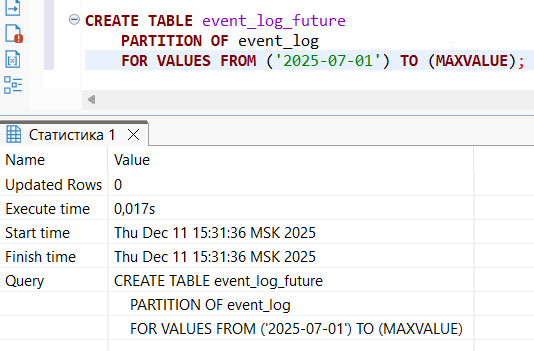 CREATE TABLE event_log_future
PARTITION OF event_log
FOR VALUES FROM ('2025-07-01') TO (MAXVALUE);
Статистика 1
Name Value
Updated Rows 0
Execute time 0,017s
Start time Thu Dec 11 15:31:36 MSK 2025
Finish time Thu Dec 11 15:31:36 MSK 2025
Query CREATE TABLE event_log_future
PARTITION OF event_log
FOR VALUES FROM ('2025-07-01') TO (MAXVALUE)